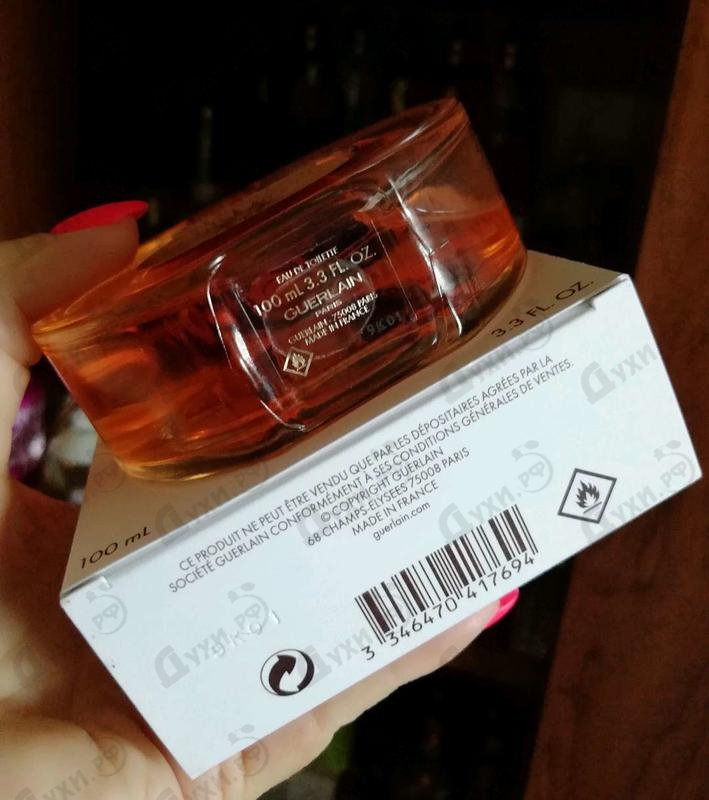 EAU DE TOILETTE
100 mL 3.3 FL. OZ.
GUERLAIN
PARIS
GUERLAIN - 75008 PARIS
MADE IN FRANCE
9K01
3.3 FL. OZ.
100 mL
CE PRODUIT NE PEUT ÊTRE VENDU QUE PAR LES DÉPOSITAIRES AGRÉES PAR LA
SOCIÉTÉ GUERLAIN CONFORMÉMENT A SES CONDITIONS GÉNÉRALES DE VENTES.
© COPYRIGHT GUERLAIN
68 CHAMPS-ELYSEES 75008 PARIS
MADE IN FRANCE
guerlain.com
3 346470 417694
9K01
Духи.РФ